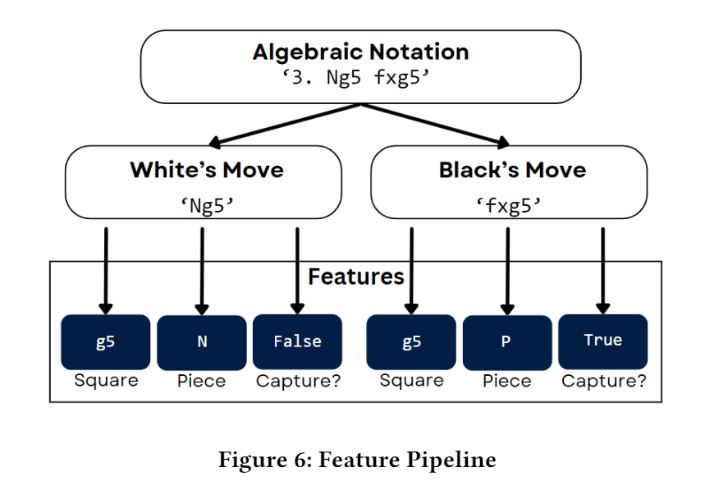 Algebraic Notation
‘3. Ng5 fxg5’
White's Move
‘Ng5’
Black's Move
‘fxg5’
Features
g5 N False g5 P True
Square Piece Capture? Square Piece Capture?
Figure 6: Feature Pipeline